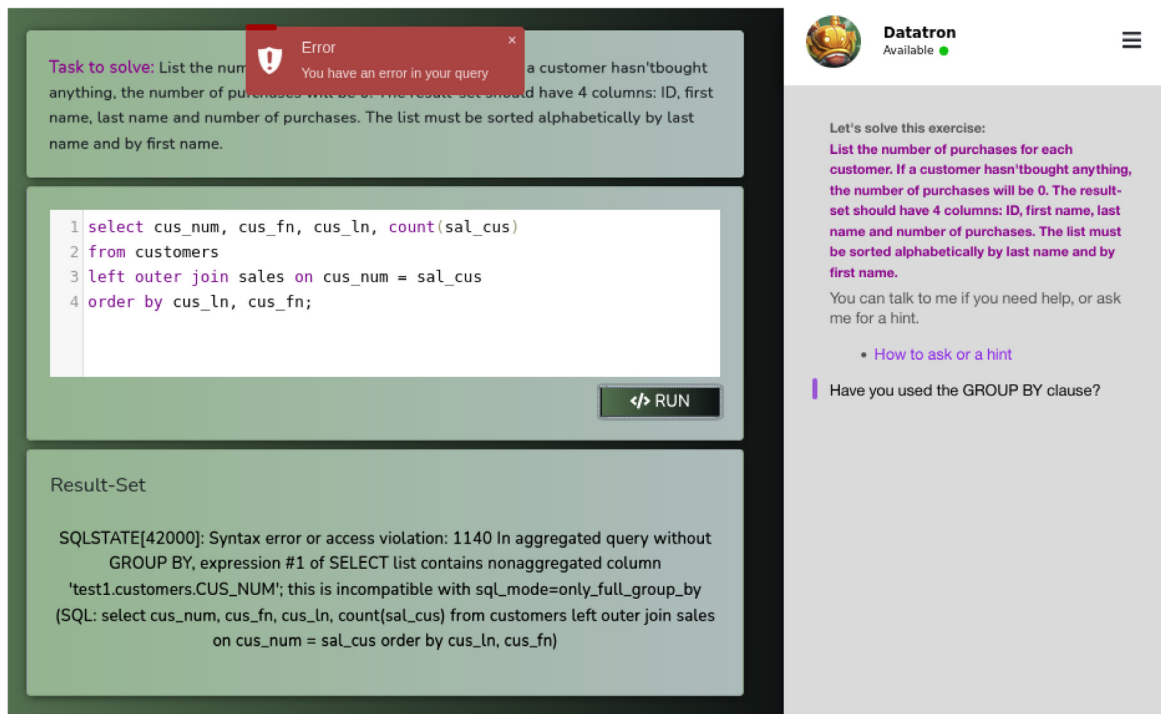 Error
×
You have an error in your query
Task to solve: List the num
a customer hasn'tbought
anything, the number of purchases will be 0. The result-set should have 4 columns: ID, first
name, last name and number of purchases. The list must be sorted alphabetically by last
name and by first name.
1 select cus_num, cus_fn, cus_ln, count(sal_cus)
2 from customers
3 left outer join sales on cus_num = sal_cus
4 order by cus_ln, cus_fn;
</> RUN
Result-Set
SQLSTATE[42000]: Syntax error or access violation: 1140 In aggregated query without
GROUP BY, expression #1 of SELECT list contains nonaggregated column
'test1.customers.CUS_NUM'; this is incompatible with sql_mode=only_full_group_by
(SQL: select cus_num, cus_fn, cus_ln, count(sal_cus) from customers left outer join sales
on cus_num = sal_cus order by cus_ln, cus_fn)
Datatron
Available
Let's solve this exercise:
List the number of purchases for each
customer. If a customer hasn'tbought anything,
the number of purchases will be 0. The result-
set should have 4 columns: ID, first name, last
name and number of purchases. The list must
be sorted alphabetically by last name and by
first name.
You can talk to me if you need help, or ask
me for a hint.
• How to ask or a hint
Have you used the GROUP BY clause?